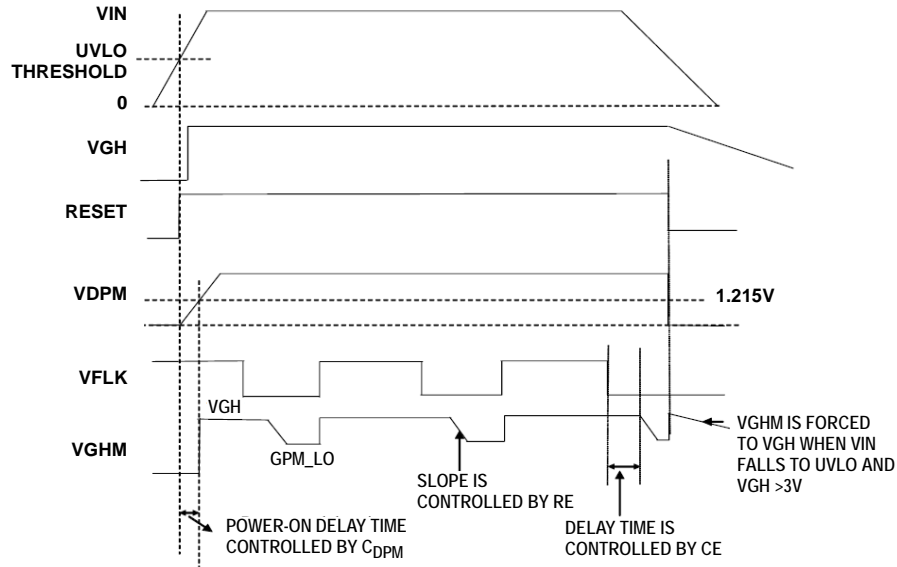 VIN
UVLO
THRESHOLD
0
VGH
RESET
VDPM
1.215V
VFLK
VGH
VGHM
GPM_LO
SLOPE IS
CONTROLLED BY RE
VGHM IS FORCED
TO VGH WHEN VIN
FALLS TO UVLO AND
VGH >3V
POWER-ON DELAY TIME
CONTROLLED BY CDPM
DELAY TIME IS
CONTROLLED BY CE